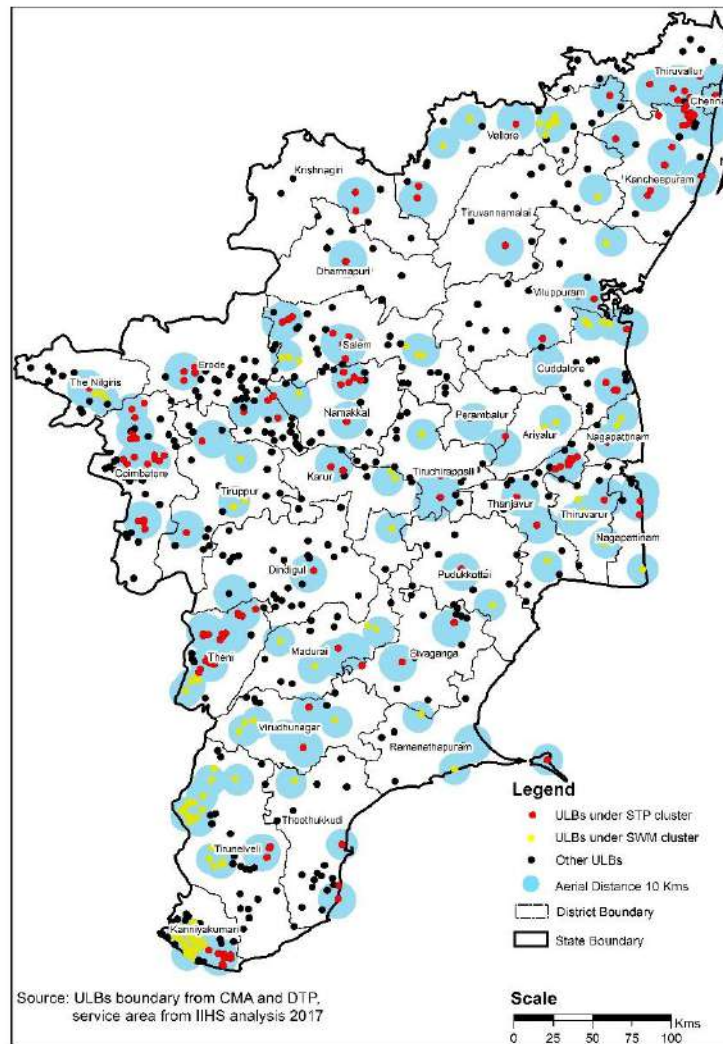 Thiruvallur
Chenna
Vellore
Kancheepuram
Krishnagiri
Tiruvannamalai
Dharmapuri
Viluppuram
Salem
Erode
Cuddalore
The Nilgiris
Namakkal
Perambalur
Ariyalur
Nagapattinam
Coimbatore
Karur
Tiruchirappalli
Tiruppur
Thanjavur
Thiruvarur
Nagapattinam
Dindigul
Pudukkottai
Madurai
Sivaganga
Theni
Virudhunagar
Ramanathapuram
Thoothukkudi
Tirunelveli
Kanniyakumari
Legend
ULBs under STP cluster
ULBs under SWM cluster
Other ULBs
Aerial Distance 10 Kms
District Boundary
State Boundary
Source: ULBs boundary from CMA and DTP,
service area from IIHS analysis 2017
Scale
Kms
0 25 50 75 100